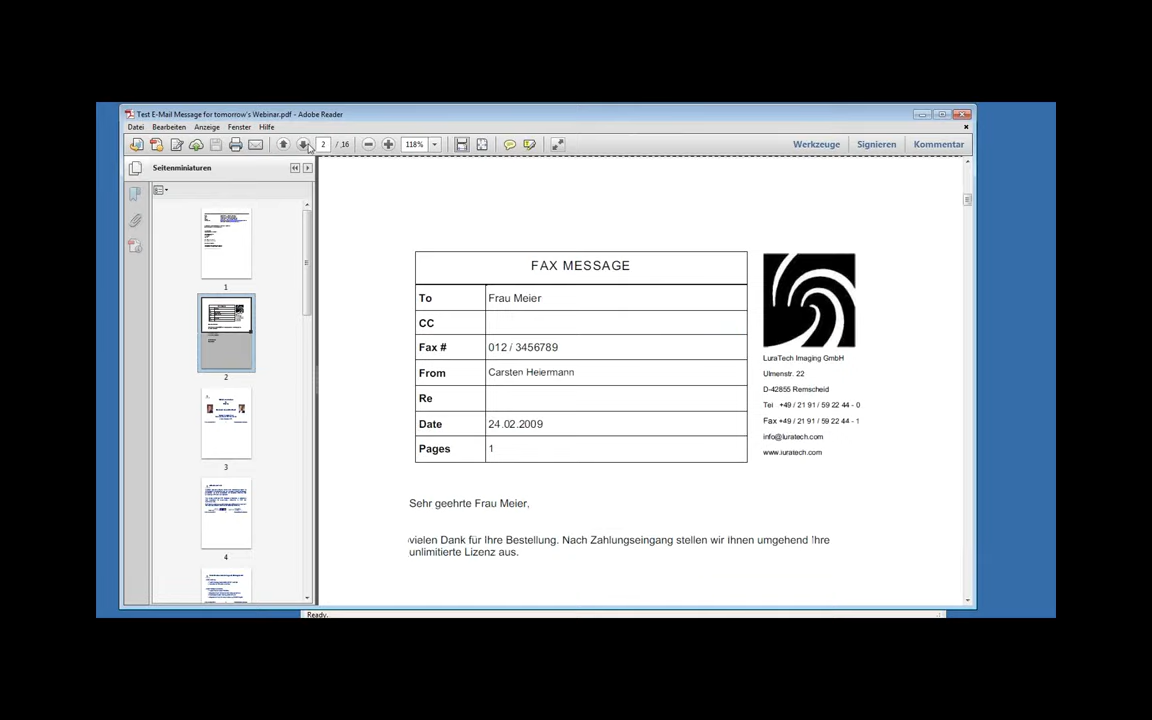 Test E-Mail Message for tomorrow's Webinar.pdf - Adobe Reader
Datei Bearbeiten Anzeige Fenster Hilfe
2 / 16 118% Werkzeuge Signieren Kommentar
Seitenminiaturen
1
2
3
4
FAX MESSAGE
To Frau Meier
CC
Fax # 012 / 3456789
From Carsten Heiermann
Re
Date 24.02.2009
Pages 1
LuraTech Imaging GmbH
Ulmenstr. 22
D-42855 Remscheid
Tel +49 / 21 91 / 59 22 44 - 0
Fax +49 / 21 91 / 59 22 44 - 1
info@luratech.com
www.luratech.com
Sehr geehrte Frau Meier,
vielen Dank für Ihre Bestellung. Nach Zahlungseingang stellen wir Ihnen umgehend Ihre
unlimitierte Lizenz aus.
Ready.